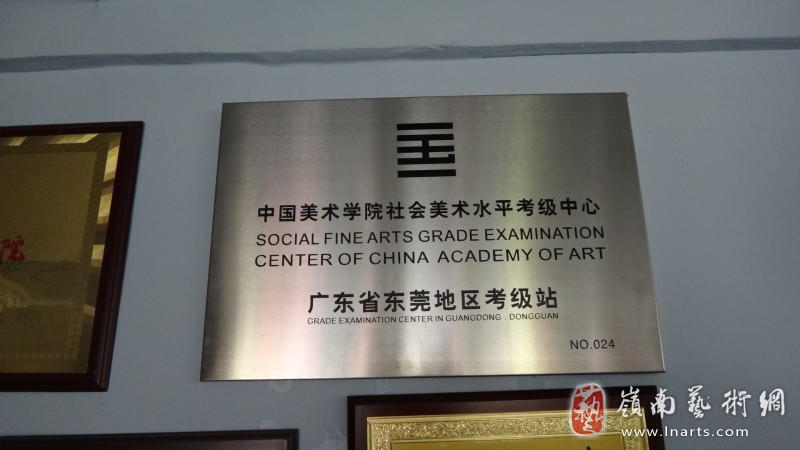 中国美术学院社会美术水平考级中心
SOCIAL FINE ARTS GRADE EXAMINATION
CENTER OF CHINA ACADEMY OF ART
广东省东莞地区考级站
GRADE EXAMINATION CENTER IN GUANGDONG . DONGGUAN
NO.024
院
嶺南藝術網
www.lnarts.com